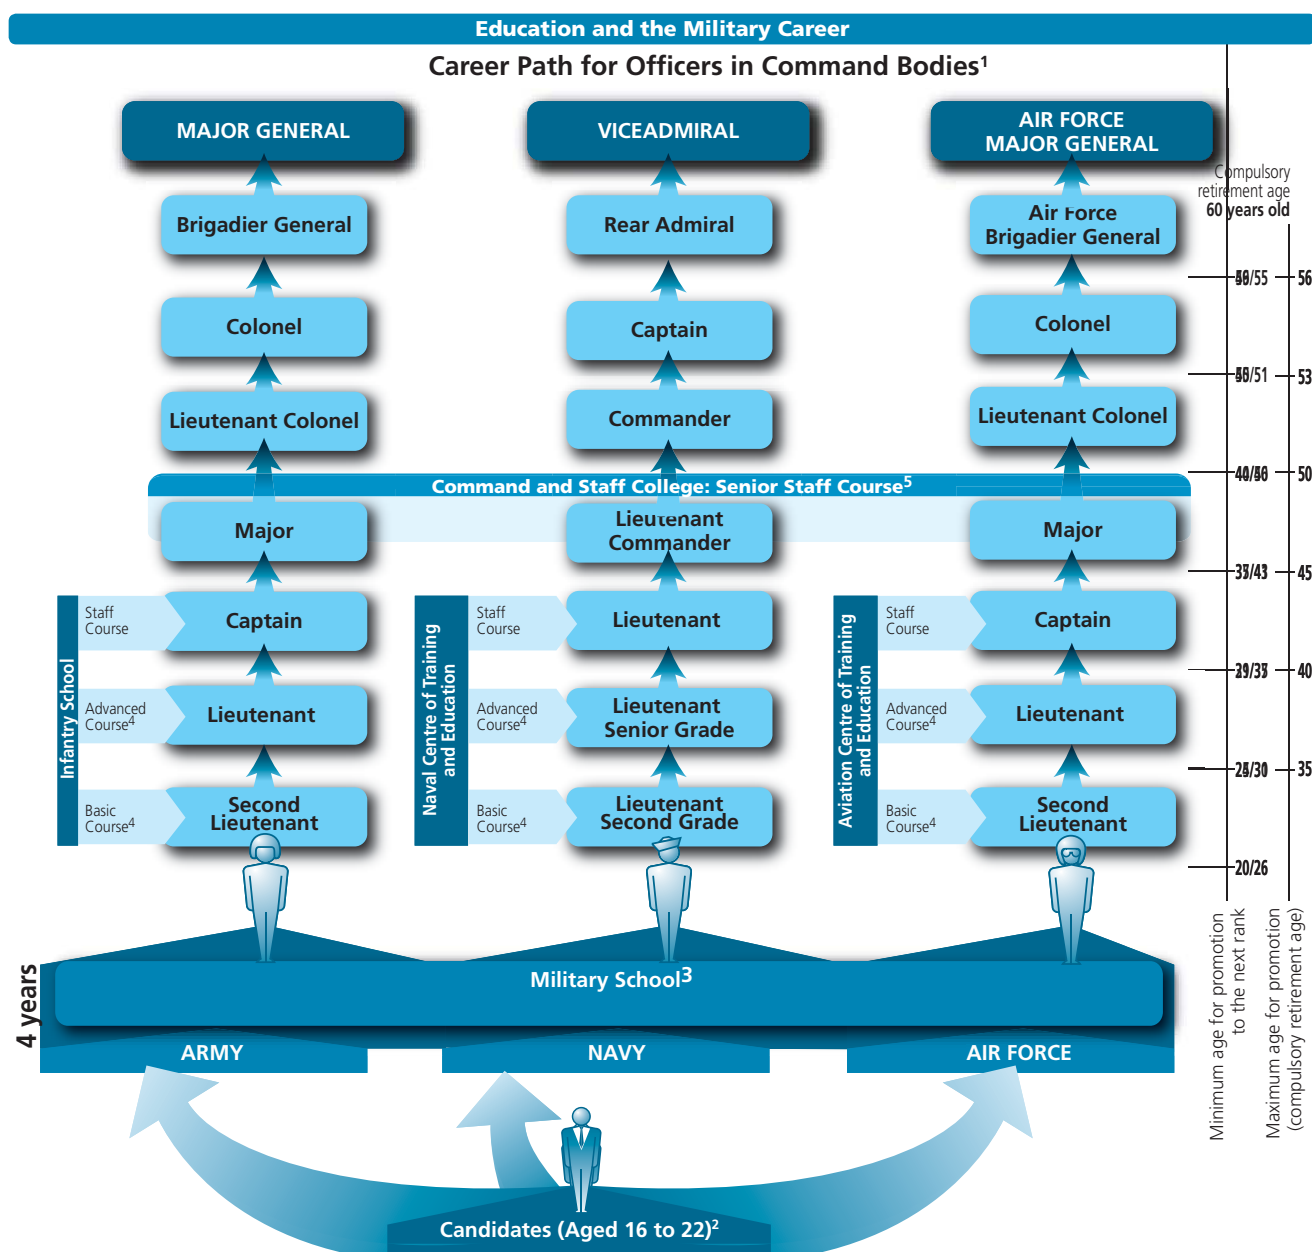 Education and the Military Career
Career Path for Officers in Command Bodies¹
MAJOR GENERAL
VICEADMIRAL
AIR FORCE
MAJOR GENERAL
Compulsory
retirement age
60 years old
Brigadier General
Rear Admiral
Air Force
Brigadier General
56
Colonel
Captain
Colonel
53
Lieutenant Colonel
Commander
Lieutenant Colonel
50
Command and Staff College: Senior Staff Course⁵
Major
Lieutenant
Commander
Major
45
Infantry School
Staff
Course
Captain
Naval Centre of Training
and Education
Staff
Course
Lieutenant
Aviation Centre of Training
and Education
Staff
Course
Captain
40
Advanced
Course⁴
Lieutenant
Advanced
Course⁴
Lieutenant
Senior Grade
Advanced
Course⁴
Lieutenant
35
Basic
Course⁴
Second
Lieutenant
Basic
Course⁴
Lieutenant
Second Grade
Basic
Course⁴
Second
Lieutenant
20/26
Minimum age for promotion
to the next rank
Maximum age for promotion
(compulsory retirement age)
4 years
Military School³
ARMY
NAVY
AIR FORCE
Candidates (Aged 16 to 22)²